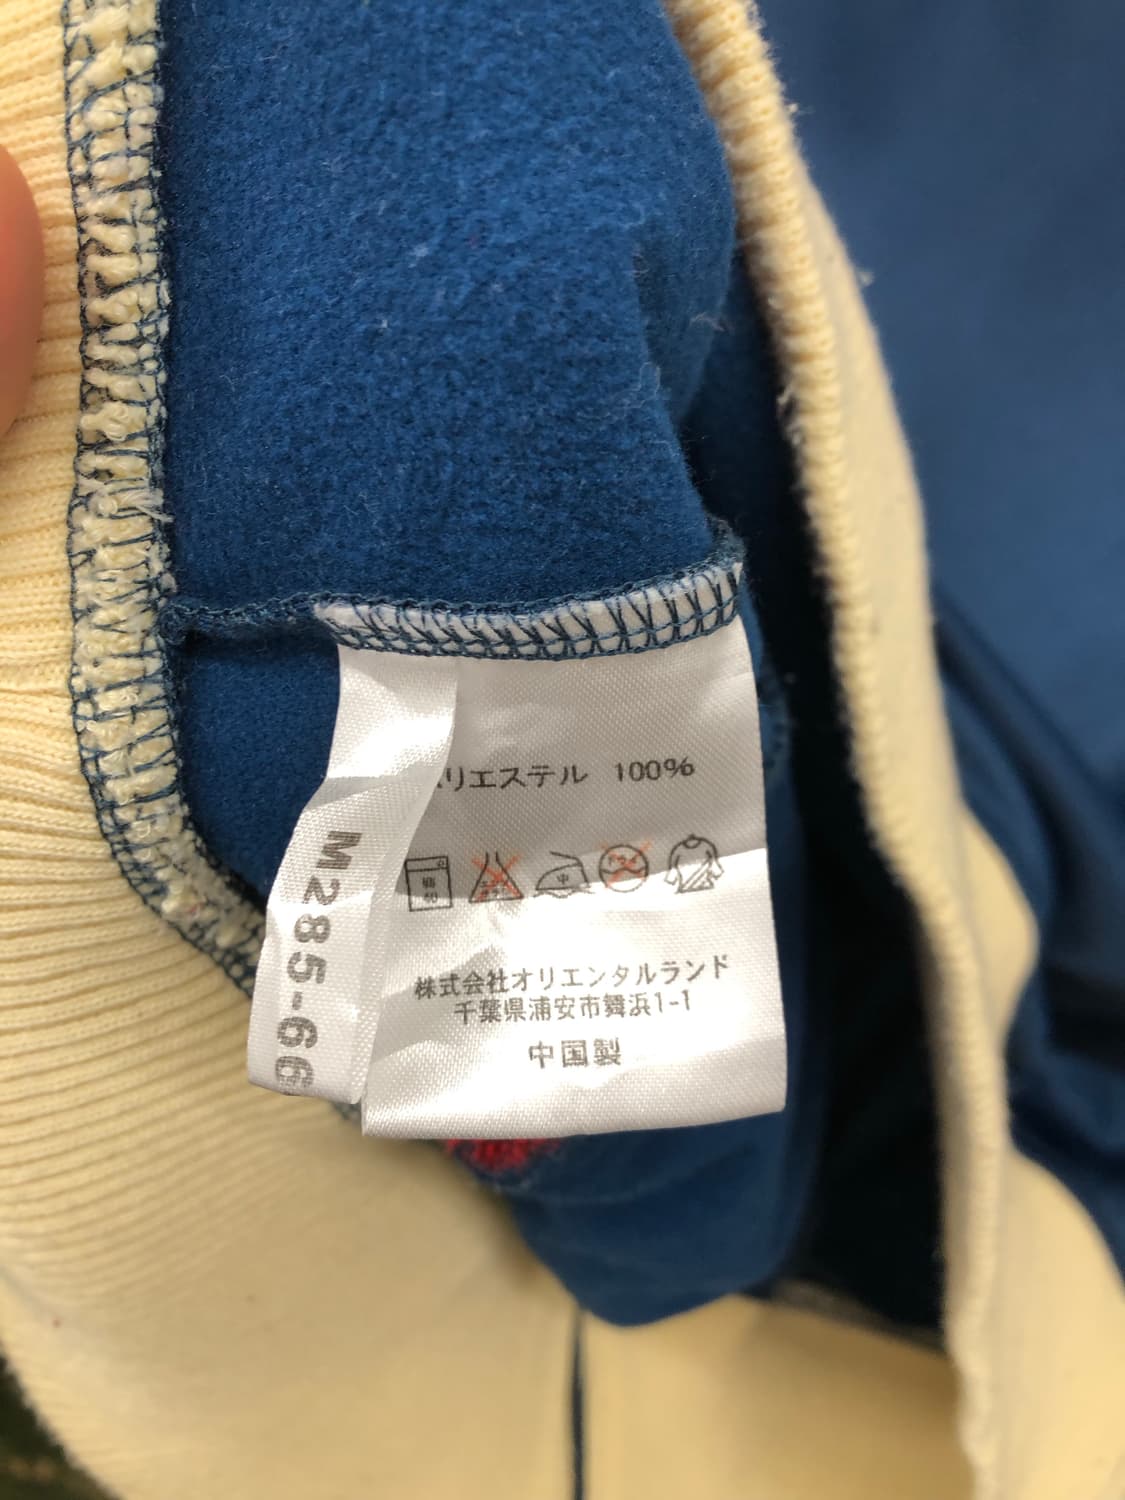 リエステル 100%
中
株式会社オリエンタルランド
千葉県浦安市舞浜1-1
中国製
M285-66